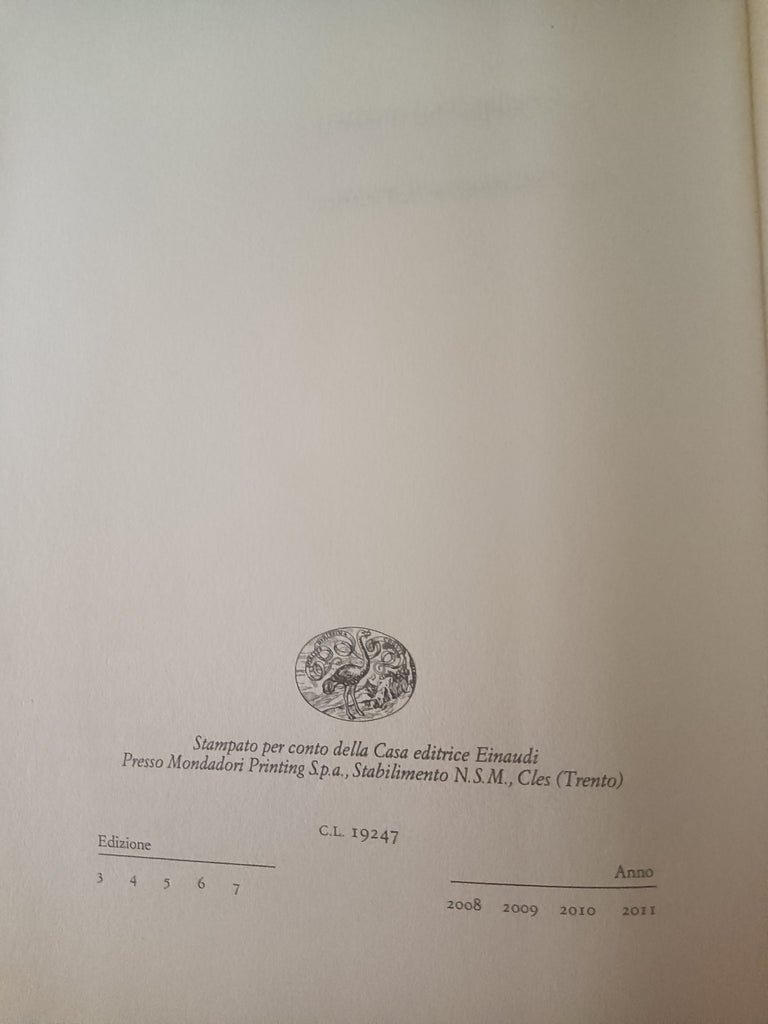 Stampato per conto della Casa editrice Einaudi
Presso Mondadori Printing S.p.a., Stabilimento N.S.M., Cles (Trento)
C.L. 19247
Edizione
3 4 5 6 7
Anno
2008 2009 2010 2011